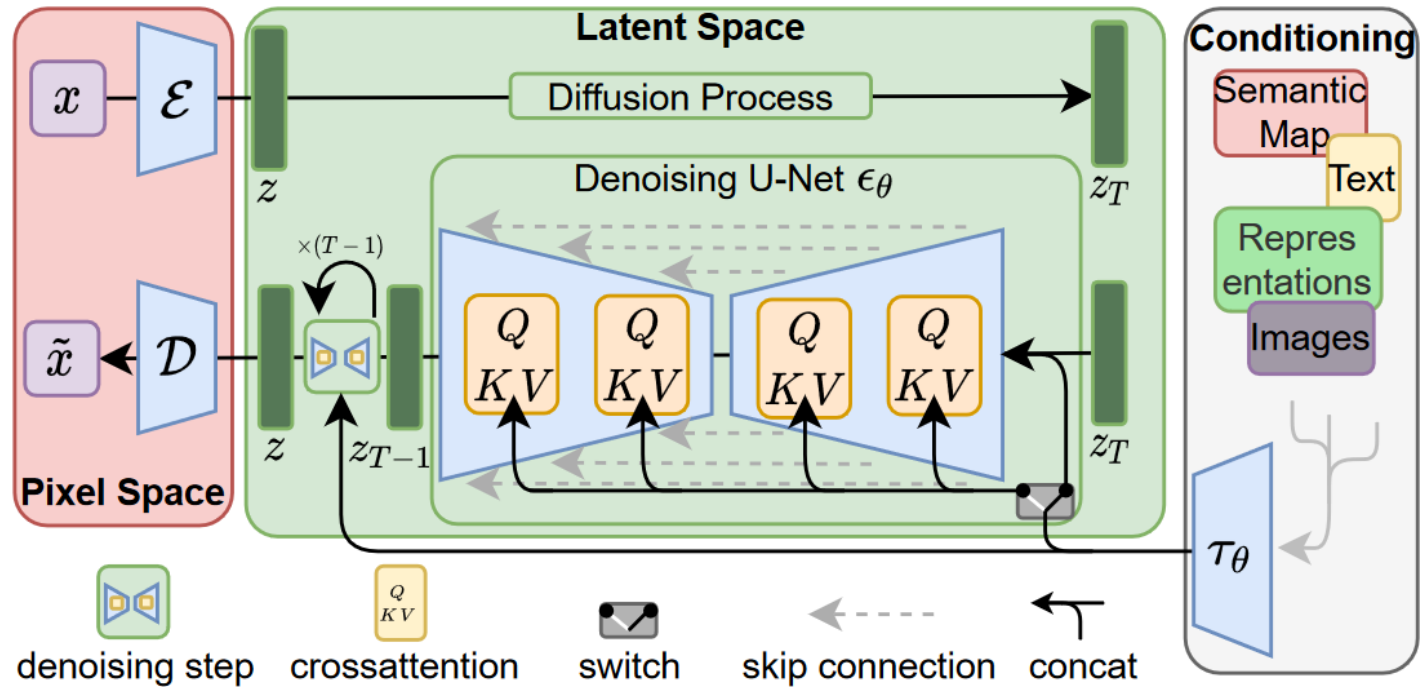 Latent Space
Conditioning
x
ℰ
z
Diffusion Process
z_T
Semantic
Map
Text
Denoising U-Net ϵ_θ
×(T − 1)
Repres
entations
Images
x̃
𝒟
z
z_{T−1}
Q
K V
Q
K V
Q
K V
Q
K V
z_T
Pixel Space
τ_θ
Q
K V
denoising step
crossattention
switch
skip connection
concat